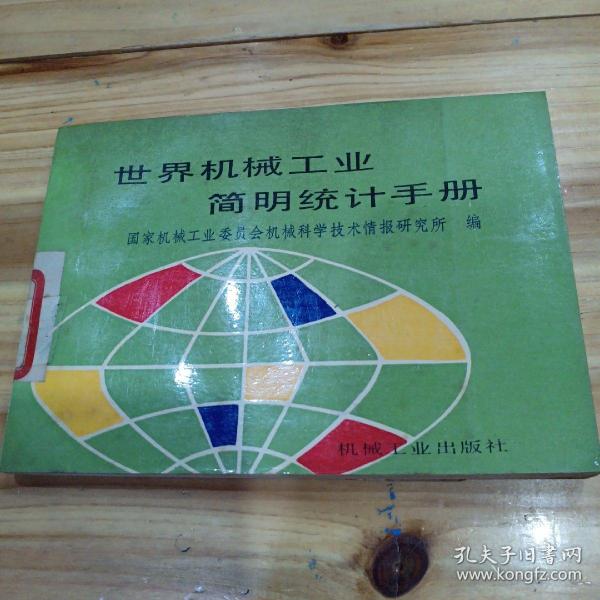 世界机械工业
简明统计手册
国家机械工业委员会机械科学技术情报研究所 编
机械工业出版社
孔夫子旧書网
www.kongfz.com